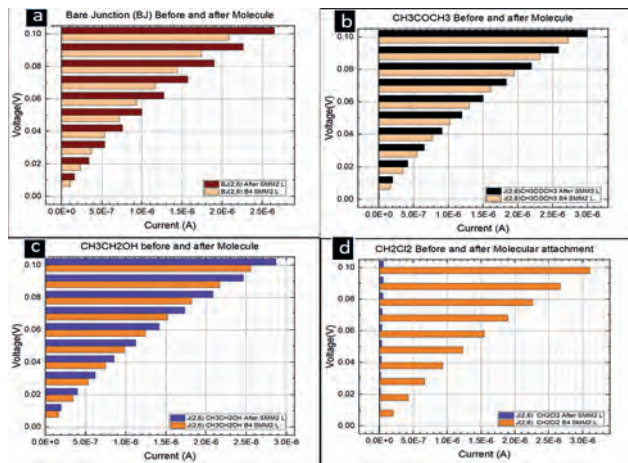 a
Bare Junction (BJ) Before and after Molecule
Voltage(V)
0.10
0.08
0.06
0.04
0.02
0.00
BJ(2,6) After SMM2 L
BJ(2,6) B4 SMM2 L
0.0E+0 5.0E-7 1.0E-6 1.5E-6 2.0E-6 2.5E-6
Current (A)
b
CH3COCH3 Before and after Molecule
Voltage(V)
0.10
0.08
0.06
0.04
0.02
0.00
J(2,6)CH3COCH3 After SMM2 L
J(2,6)CH3COCH3 B4 SMM2 L
0.0E+0 5.0E-7 1.0E-6 1.5E-6 2.0E-6 2.5E-6 3.0E-6
Current (A)
c
CH3CH2OH before and after Molecule
Voltage(V)
0.10
0.08
0.06
0.04
0.02
0.00
J(2,6) CH3CH2OH After SMM2 L
J(2,6) CH3CH2OH B4 SMM2 L
0.0E+0 5.0E-7 1.0E-6 1.5E-6 2.0E-6 2.5E-6 3.0E-6
Current (A)
d
CH2Cl2 Before and after Molecular attachment
Voltage(V)
0.10
0.08
0.06
0.04
0.02
0.00
J(2,6) CH2Cl2 After SMM2 L
J(2,6) CH2Cl2 B4 SMM2 L
0.0E+0 5.0E-7 1.0E-6 1.5E-6 2.0E-6 2.5E-6 3.0E-6
Current (A)